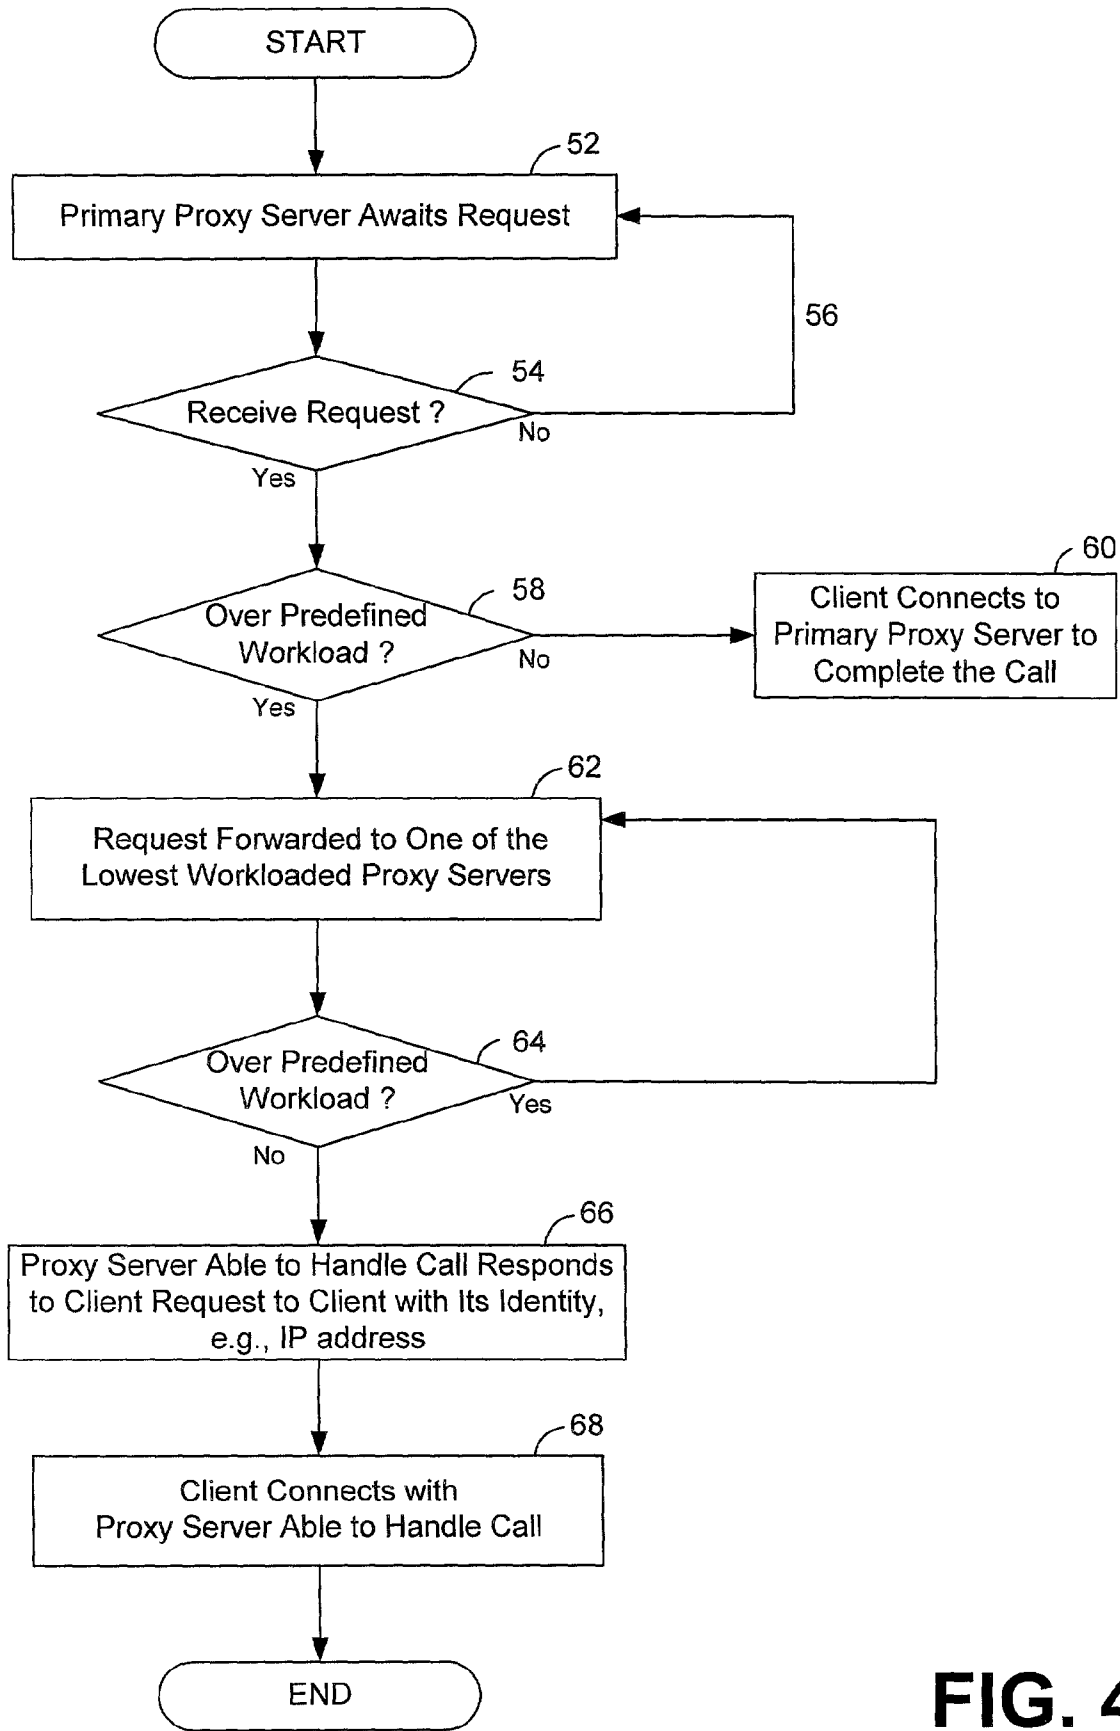 START
52
Primary Proxy Server Awaits Request
56
54
Receive Request ?
No
Yes
58
Over Predefined
Workload ?
No
Yes
60
Client Connects to
Primary Proxy Server to
Complete the Call
62
Request Forwarded to One of the
Lowest Workloaded Proxy Servers
64
Over Predefined
Workload ?
Yes
No
66
Proxy Server Able to Handle Call Responds
to Client Request to Client with Its Identity,
e.g., IP address
68
Client Connects with
Proxy Server Able to Handle Call
END
FIG. 4